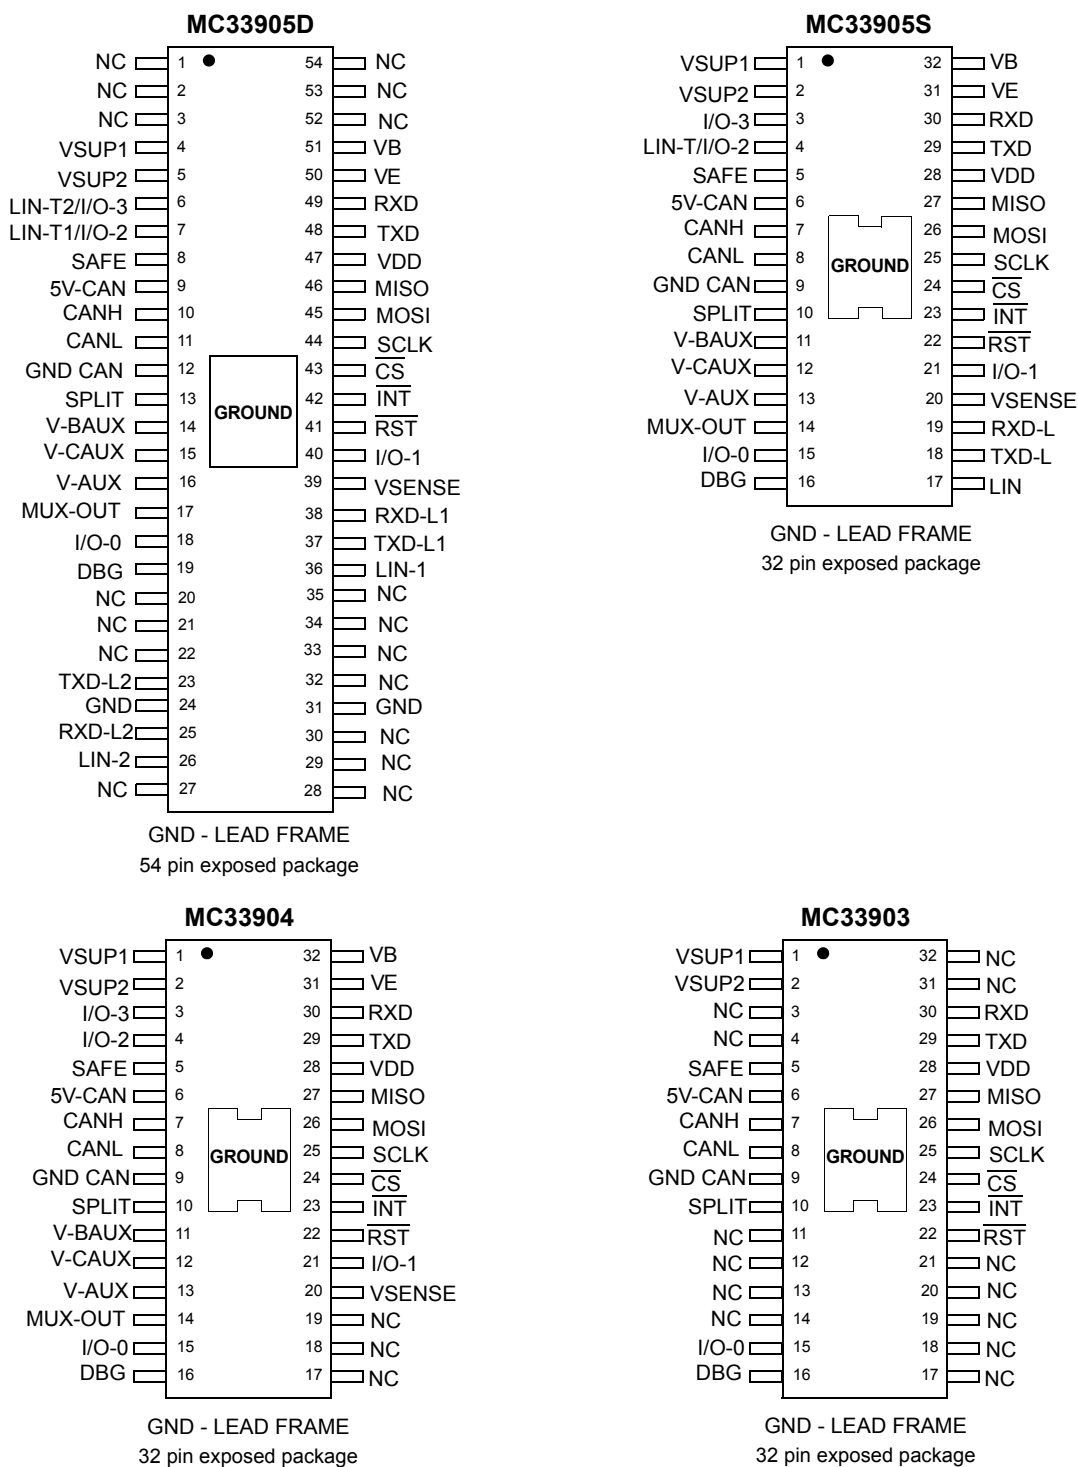 MC33905D
NC 1 54 NC
NC 2 53 NC
NC 3 52 NC
VSUP1 4 51 VB
VSUP2 5 50 VE
LIN-T2/I/O-3 6 49 RXD
LIN-T1/I/O-2 7 48 TXD
SAFE 8 47 VDD
5V-CAN 9 46 MISO
CANH 10 45 MOSI
CANL 11 44 SCLK
GND CAN 12 43 CS
SPLIT 13 42 INT
GROUND
V-BAUX 14 41 RST
V-CAUX 15 40 I/O-1
V-AUX 16 39 VSENSE
MUX-OUT 17 38 RXD-L1
I/O-0 18 37 TXD-L1
DBG 19 36 LIN-1
NC 20 35 NC
NC 21 34 NC
NC 22 33 NC
TXD-L2 23 32 NC
GND 24 31 GND
RXD-L2 25 30 NC
LIN-2 26 29 NC
NC 27 28 NC
GND - LEAD FRAME
54 pin exposed package
MC33905S
VSUP1 1 32 VB
VSUP2 2 31 VE
I/O-3 3 30 RXD
LIN-T/I/O-2 4 29 TXD
SAFE 5 28 VDD
5V-CAN 6 27 MISO
CANH 7 26 MOSI
CANL 8 25 SCLK
GROUND
GND CAN 9 24 CS
SPLIT 10 23 INT
V-BAUX 11 22 RST
V-CAUX 12 21 I/O-1
V-AUX 13 20 VSENSE
MUX-OUT 14 19 RXD-L
I/O-0 15 18 TXD-L
DBG 16 17 LIN
GND - LEAD FRAME
32 pin exposed package
MC33904
VSUP1 1 32 VB
VSUP2 2 31 VE
I/O-3 3 30 RXD
I/O-2 4 29 TXD
SAFE 5 28 VDD
5V-CAN 6 27 MISO
CANH 7 26 MOSI
CANL 8 25 SCLK
GROUND
GND CAN 9 24 CS
SPLIT 10 23 INT
V-BAUX 11 22 RST
V-CAUX 12 21 I/O-1
V-AUX 13 20 VSENSE
MUX-OUT 14 19 NC
I/O-0 15 18 NC
DBG 16 17 NC
GND - LEAD FRAME
32 pin exposed package
MC33903
VSUP1 1 32 NC
VSUP2 2 31 NC
NC 3 30 RXD
NC 4 29 TXD
SAFE 5 28 VDD
5V-CAN 6 27 MISO
CANH 7 26 MOSI
CANL 8 25 SCLK
GROUND
GND CAN 9 24 CS
SPLIT 10 23 INT
NC 11 22 RST
NC 12 21 NC
NC 13 20 NC
NC 14 19 NC
I/O-0 15 18 NC
DBG 16 17 NC
GND - LEAD FRAME
32 pin exposed package